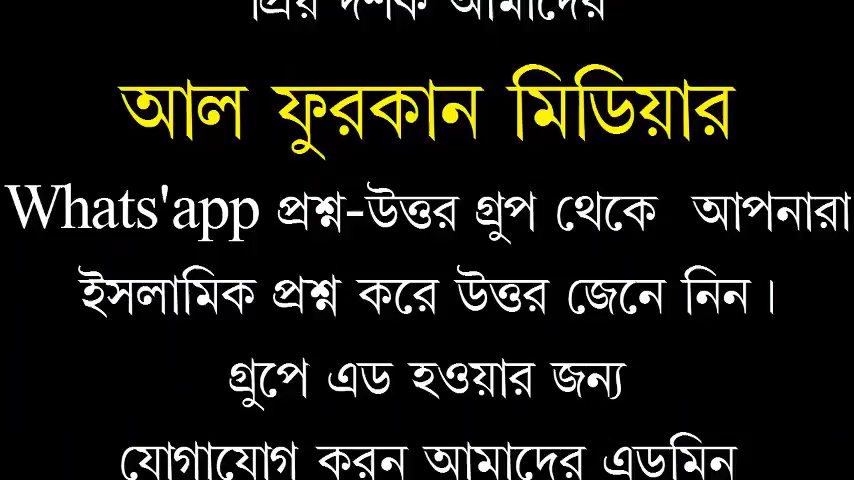 প্রিয় দর্শক আমাদের
আল ফুরকান মিডিয়ার
Whats'app প্রশ্ন-উত্তর গ্রুপ থেকে আপনারা
ইসলামিক প্রশ্ন করে উত্তর জেনে নিন।
গ্রুপে এড হওয়ার জন্য
যোগাযোগ করন আমাদের এডমিন